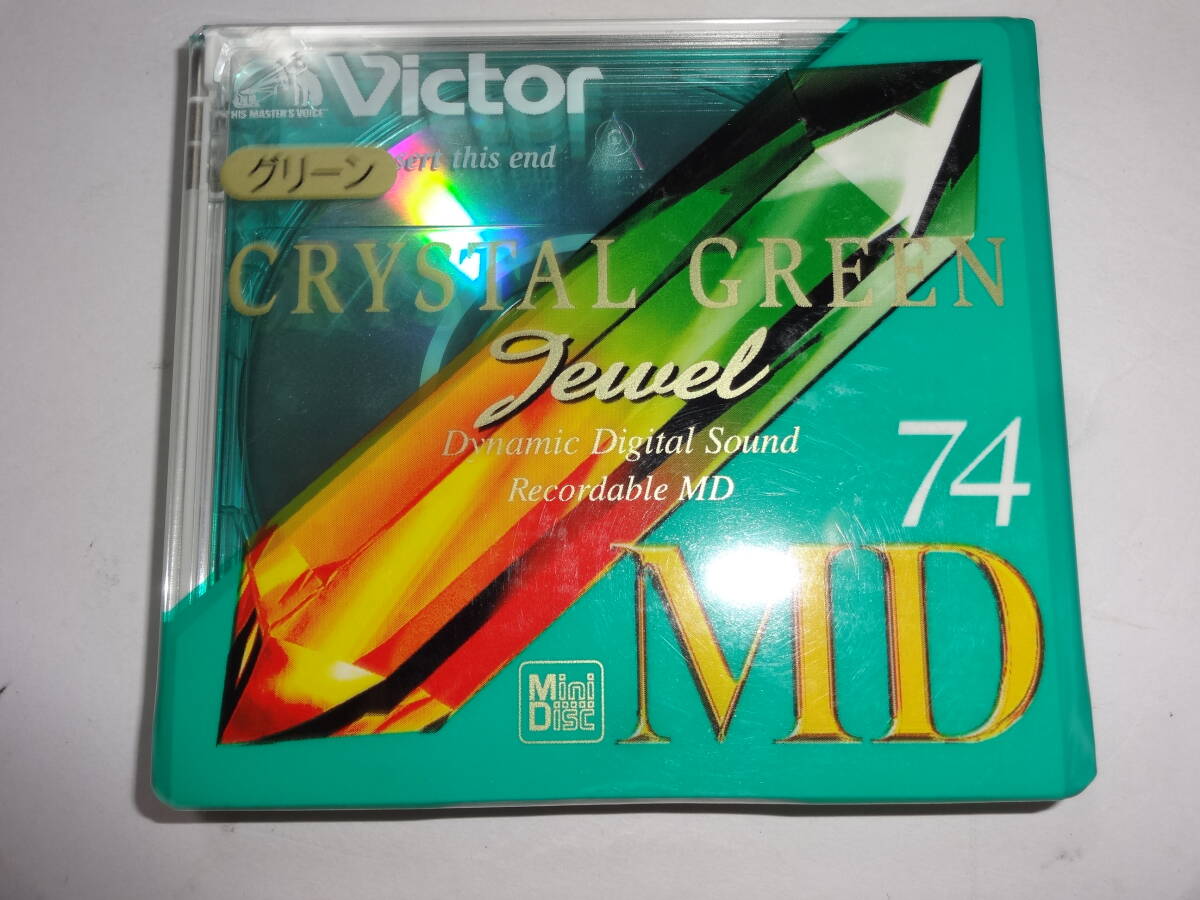 Victor
HIS MASTER'S VOICE
sert this end
グリーン
CRYSTAL GREEN
Jewel
Dynamic Digital Sound
Recordable MD
74
MD
Mini
Disc